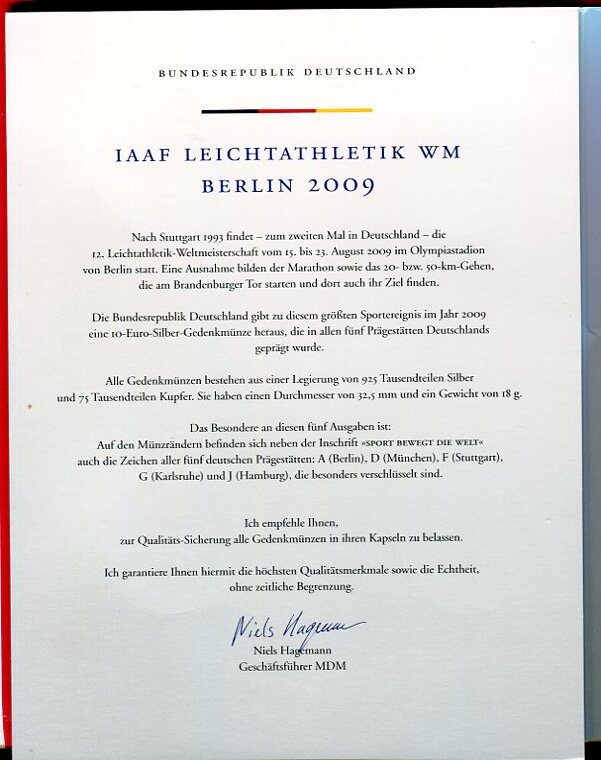 BUNDESREPUBLIK DEUTSCHLAND
IAAF LEICHTATHLETIK WM
BERLIN 2009
Nach Stuttgart 1993 findet – zum zweiten Mal in Deutschland – die
12. Leichtathletik-Weltmeisterschaft vom 15. bis 23. August 2009 im Olympiastadion
von Berlin statt. Eine Ausnahme bilden der Marathon sowie das 20- bzw. 50-km-Gehen,
die am Brandenburger Tor starten und dort auch ihr Ziel finden.
Die Bundesrepublik Deutschland gibt zu diesem größten Sportereignis im Jahr 2009
eine 10-Euro-Silber-Gedenkmünze heraus, die in allen fünf Prägestätten Deutschlands
geprägt wurde.
Alle Gedenkmünzen bestehen aus einer Legierung von 925 Tausendteilen Silber
und 75 Tausendteilen Kupfer. Sie haben einen Durchmesser von 32,5 mm und ein Gewicht von 18 g.
Das Besondere an diesen fünf Ausgaben ist:
Auf den Münzrändern befinden sich neben der Inschrift »SPORT BEWEGT DIE WELT«
auch die Zeichen aller fünf deutschen Prägestätten: A (Berlin), D (München), F (Stuttgart),
G (Karlsruhe) und J (Hamburg), die besonders verschlüsselt sind.
Ich empfehle Ihnen,
zur Qualitäts-Sicherung alle Gedenkmünzen in ihren Kapseln zu belassen.
Ich garantiere Ihnen hiermit die höchsten Qualitätsmerkmale sowie die Echtheit,
ohne zeitliche Begrenzung.
Niels Hagemann
Niels Hagemann
Geschäftsführer MDM